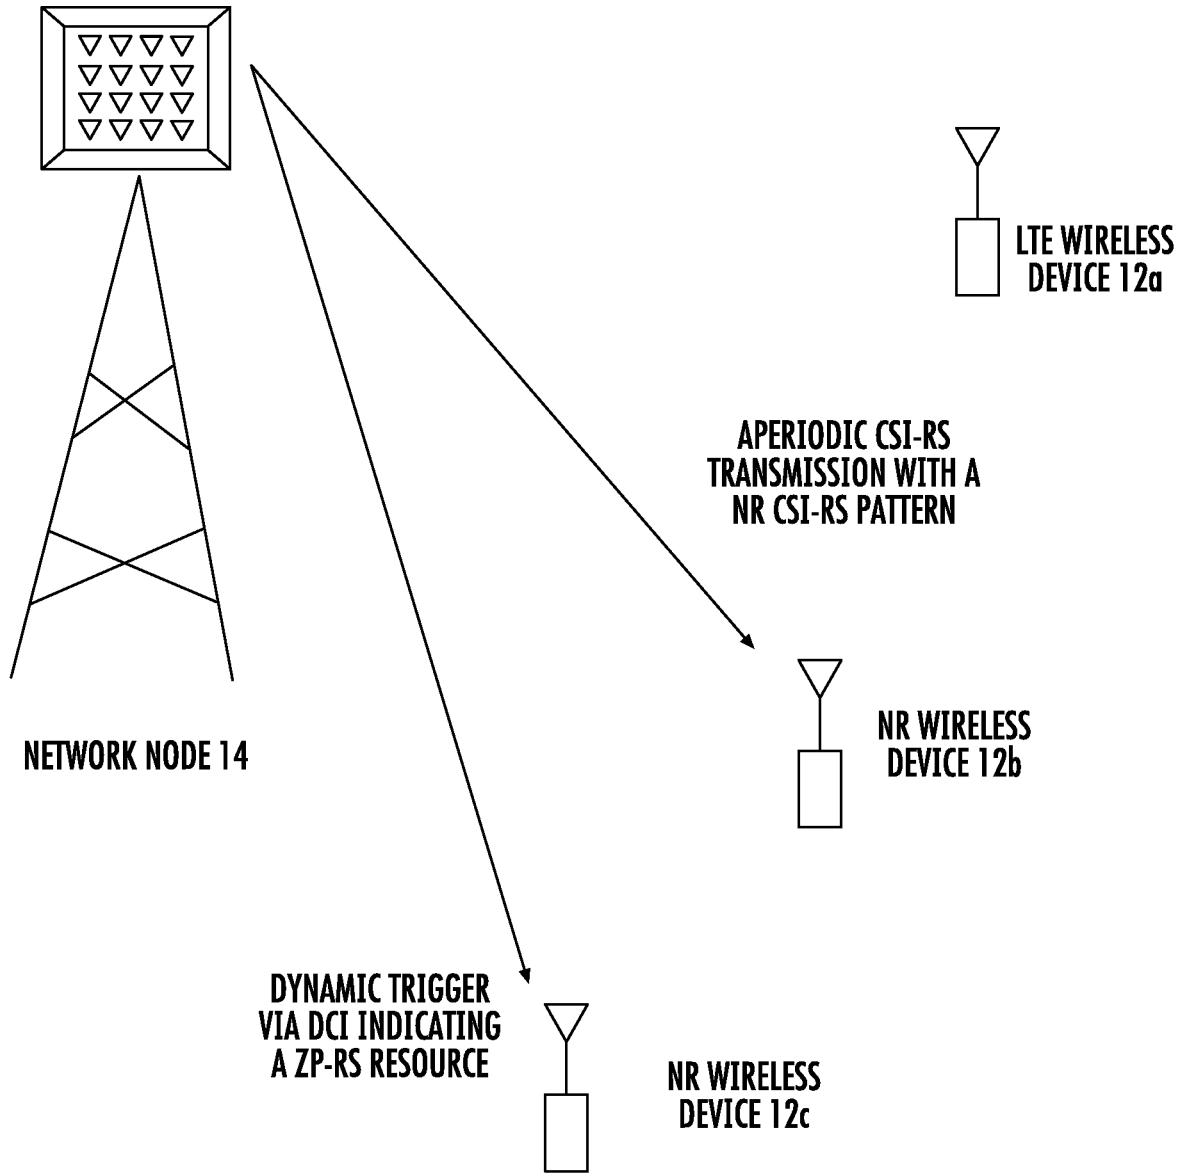 LTE WIRELESS
DEVICE 12a
APERIODIC CSI-RS
TRANSMISSION WITH A
NR CSI-RS PATTERN
NR WIRELESS
DEVICE 12b
NETWORK NODE 14
DYNAMIC TRIGGER
VIA DCI INDICATING
A ZP-RS RESOURCE
NR WIRELESS
DEVICE 12c